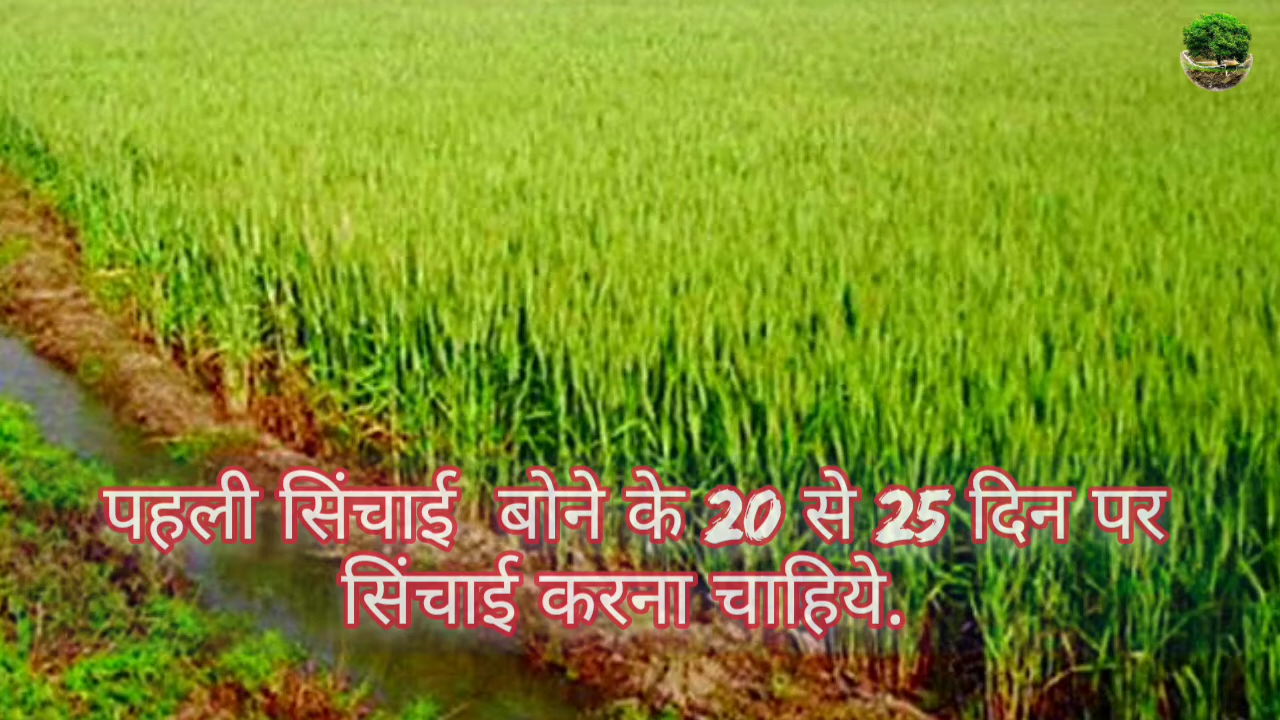 पहली सिंचाई  बोने के 20 से 25 दिन पर
सिंचाई करना चाहिये.